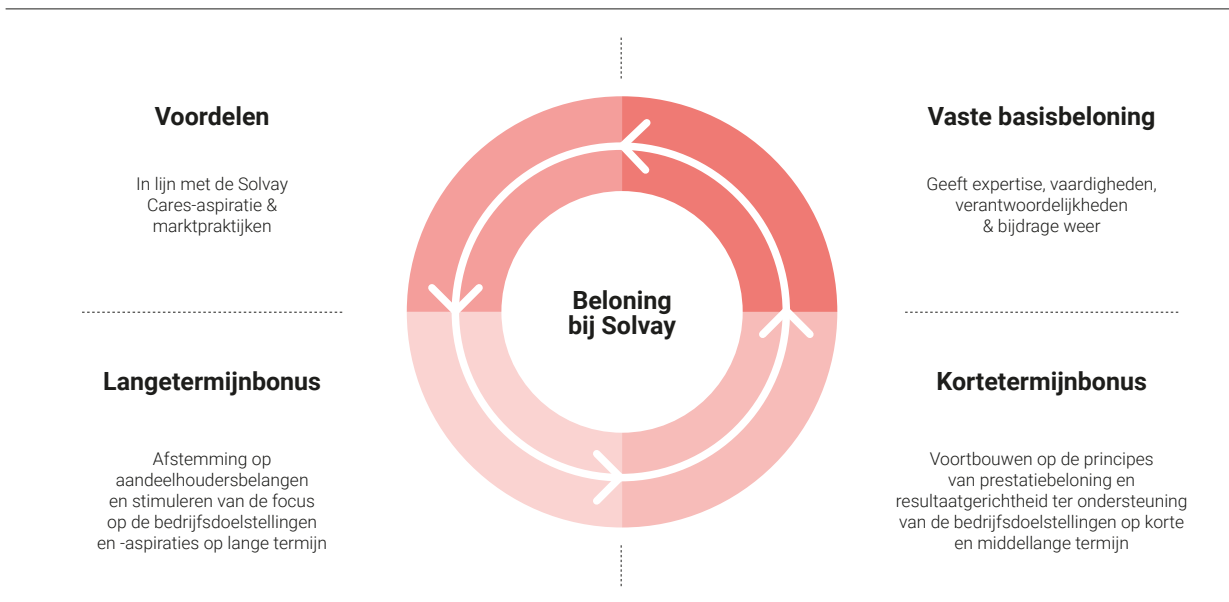 Voordelen
In lijn met de Solvay
Cares-aspiratie &
marktpraktijken
Vaste basisbeloning
Geeft expertise, vaardigheden,
verantwoordelijkheden
& bijdrage weer
Beloning
bij Solvay
Langetermijnbonus
Afstemming op
aandeelhoudersbelangen
en stimuleren van de focus
op de bedrijfsdoelstellingen
en -aspiraties op lange termijn
Kortetermijnbonus
Voortbouwen op de principes
van prestatiebeloning en
resultaatgerichtheid ter ondersteuning
van de bedrijfsdoelstellingen op korte
en middellange termijn